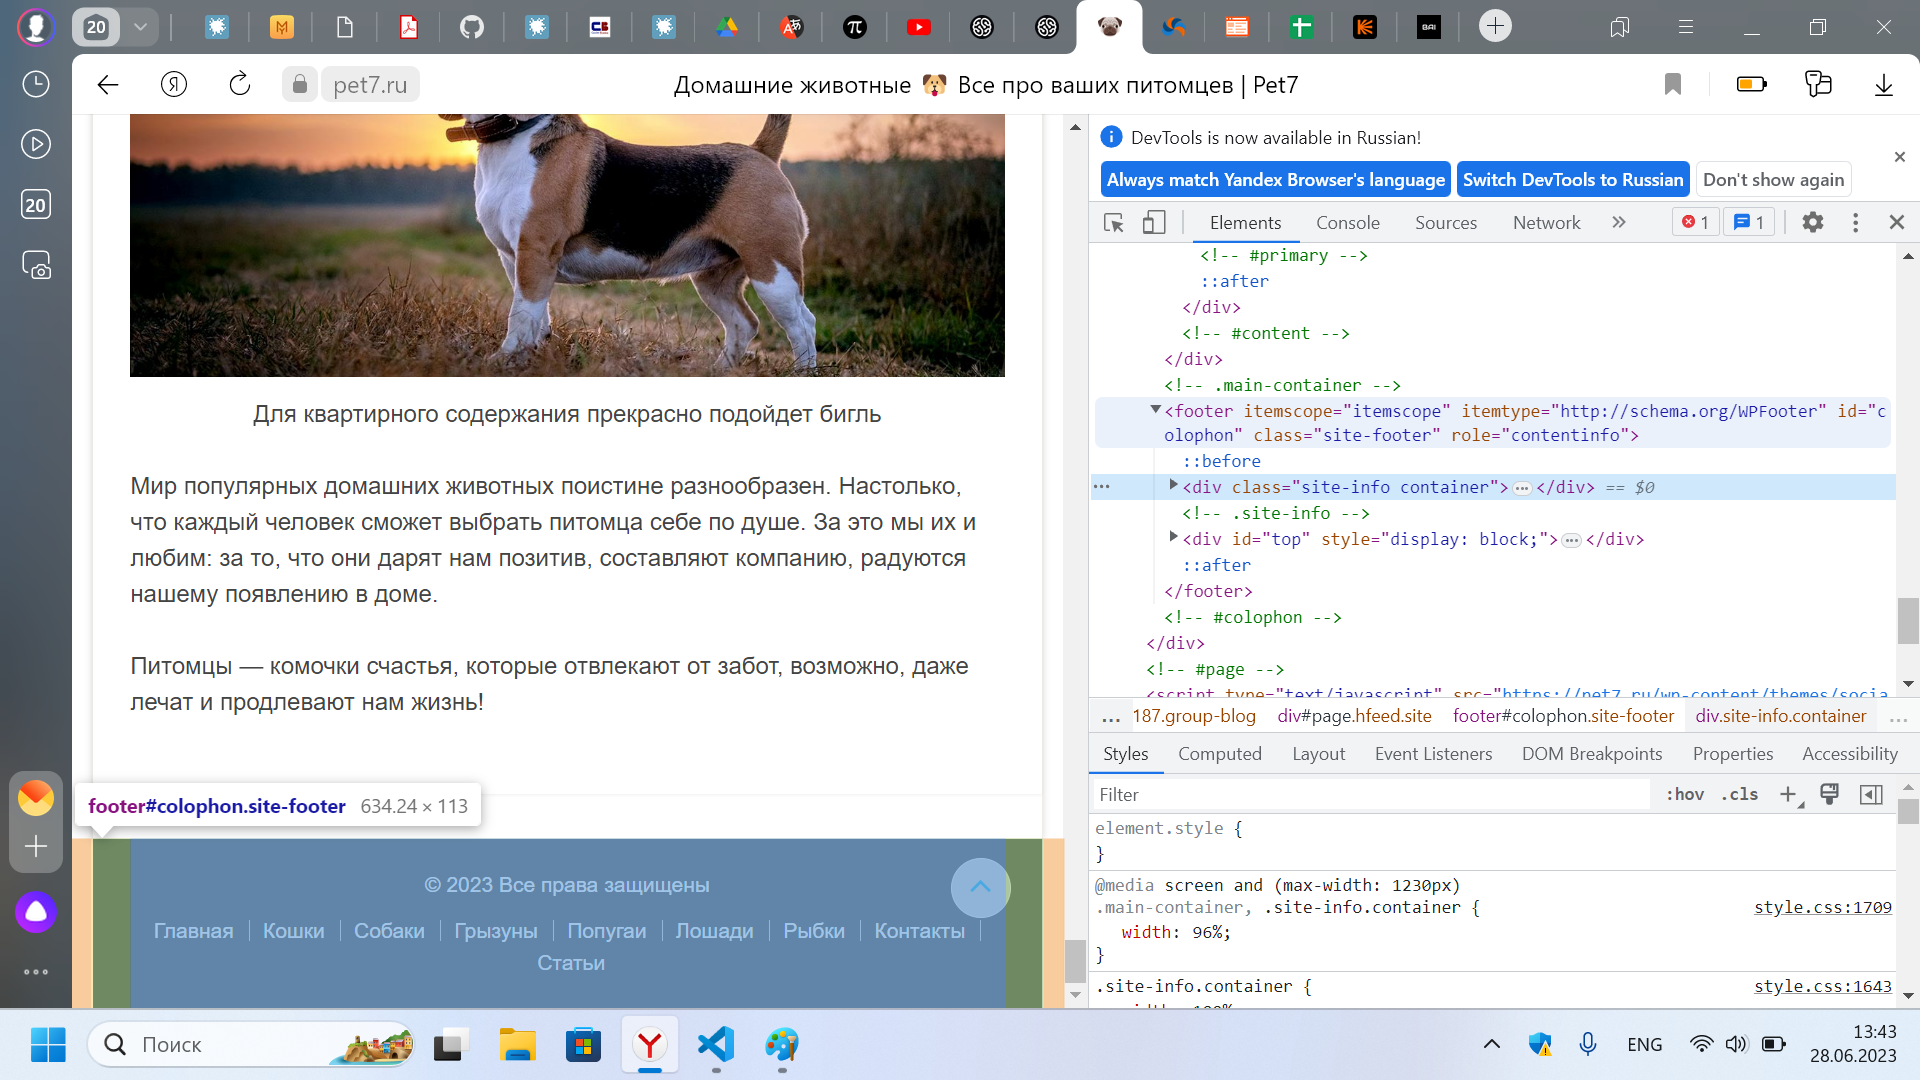 20
pet7.ru
Домашние животные 🐶 Все про ваших питомцев | Pet7
20
Для квартирного содержания прекрасно подойдет бигль
Мир популярных домашних животных поистине разнообразен. Настолько,
что каждый человек сможет выбрать питомца себе по душе. За это мы их и
любим: за то, что они дарят нам позитив, составляют компанию, радуются
нашему появлению в доме.
Питомцы — комочки счастья, которые отвлекают от забот, возможно, даже
лечат и продлевают нам жизнь!
footer#colophon.site-footer 634.24 × 113
© 2023 Все права защищены
Главная Кошки Собаки Грызуны Попугаи Лошади Рыбки Контакты
Статьи
DevTools is now available in Russian!
Always match Yandex Browser's language Switch DevTools to Russian Don't show again
Elements Console Sources Network » 1 1
<!-- #primary -->
::after
</div>
<!-- #content -->
</div>
<!-- .main-container -->
<footer itemscope="itemscope" itemtype="http://schema.org/WPFooter" id="c
olophon" class="site-footer" role="contentinfo">
::before
<div class="site-info container">…</div> == $0
<!-- .site-info -->
<div id="top" style="display: block;">…</div>
::after
</footer>
<!-- #colophon -->
</div>
<!-- #page -->
<script type="text/javascript" src="https://pet7.ru/wp-content/themes/socia
… 187.group-blog div#page.hfeed.site footer#colophon.site-footer div.site-info.container …
Styles Computed Layout Event Listeners DOM Breakpoints Properties Accessibility
Filter :hov .cls
element.style {
}
@media screen and (max-width: 1230px)
.main-container, .site-info.container { style.css:1709
width: 96%;
}
.site-info.container { style.css:1643
width: 100%
Поиск
ENG
13:43
28.06.2023